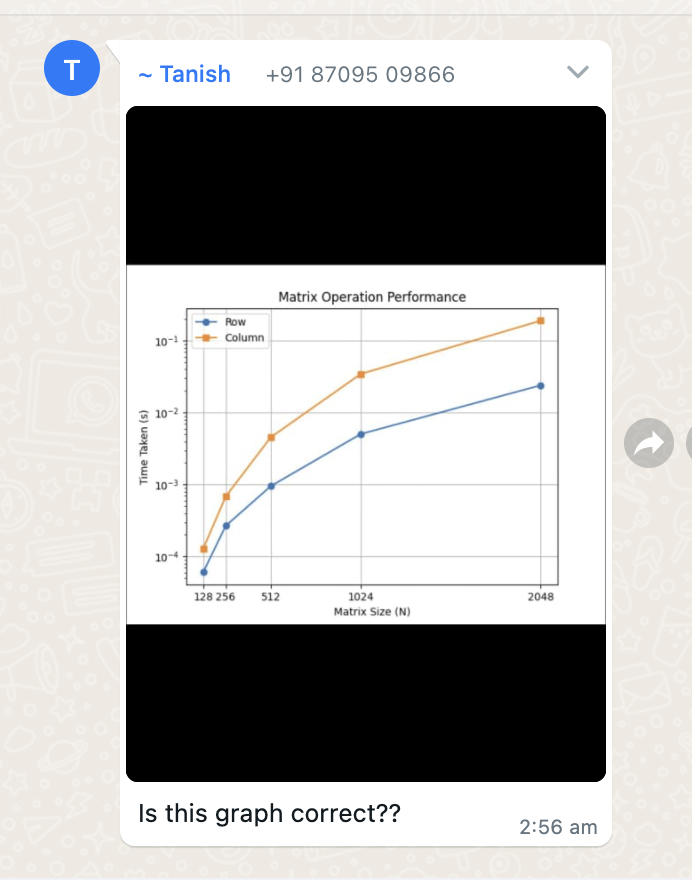 T
~ Tanish +91 87095 09866
Matrix Operation Performance
Row
Column
10⁻¹
10⁻²
10⁻³
10⁻⁴
Time Taken (s)
128 256 512 1024 2048
Matrix Size (N)
Is this graph correct??
2:56 am